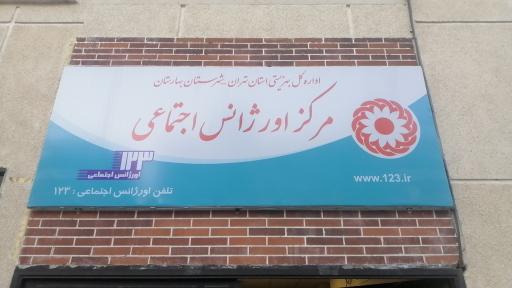 اداره کل بهزیستی استان تهران - شهرستان بهارستان
مرکز اورژانس اجتماعی
۱۲۳
اورژانس اجتماعی
www.123.ir
تلفن اورژانس اجتماعی : ۱۲۳